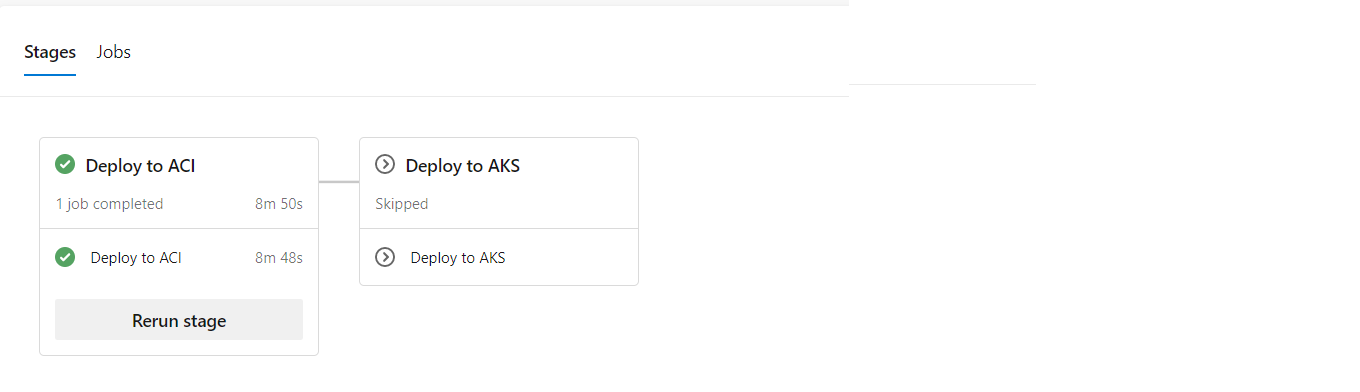 Stages Jobs
Deploy to ACI
1 job completed 8m 50s
Deploy to ACI 8m 48s
Rerun stage
Deploy to AKS
Skipped
Deploy to AKS